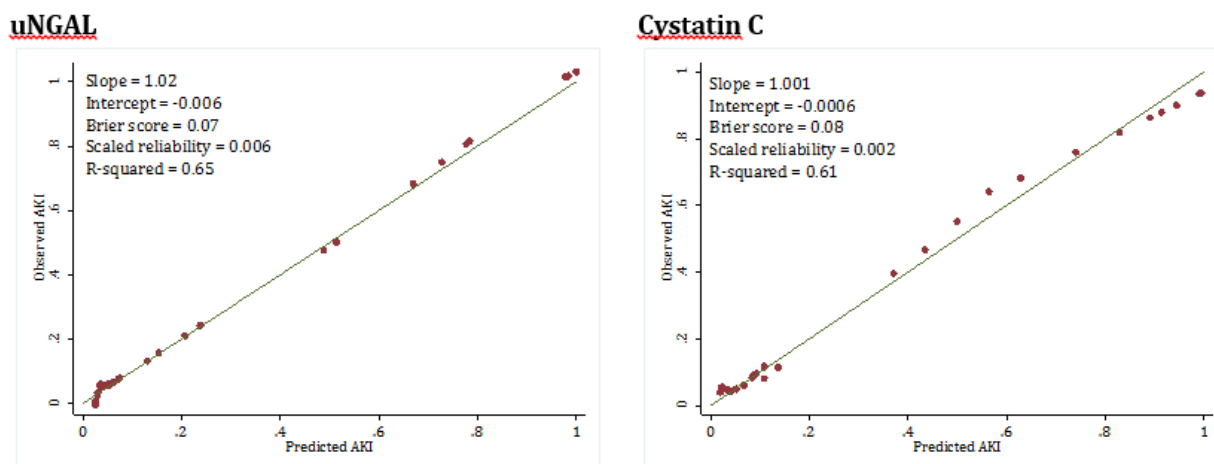 uNGAL
Slope = 1.02
Intercept = -0.006
Brier score = 0.07
Scaled reliability = 0.006
R-squared = 0.65
Observed AKI
0 .2 .4 .6 .8 1
0 .2 .4 .6 .8 1
Predicted AKI
Cystatin C
Slope = 1.001
Intercept = -0.0006
Brier score = 0.08
Scaled reliability = 0.002
R-squared = 0.61
Observed AKI
0 .2 .4 .6 .8 1
0 .2 .4 .6 .8 1
Predicted AKI